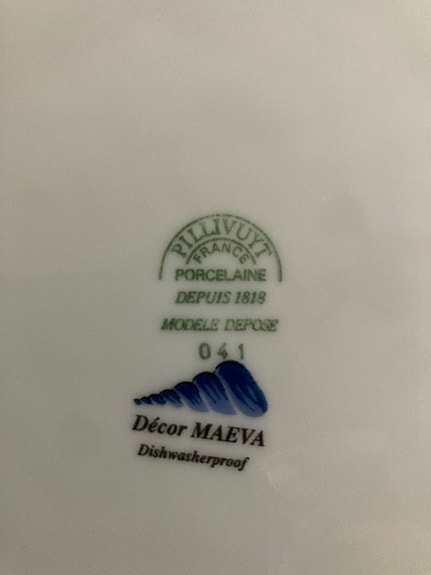 PILLIVUYT
FRANCE
PORCELAINE
DEPUIS 1818
MODELE DEPOSE
041
Décor MAEVA
Dishwasherproof